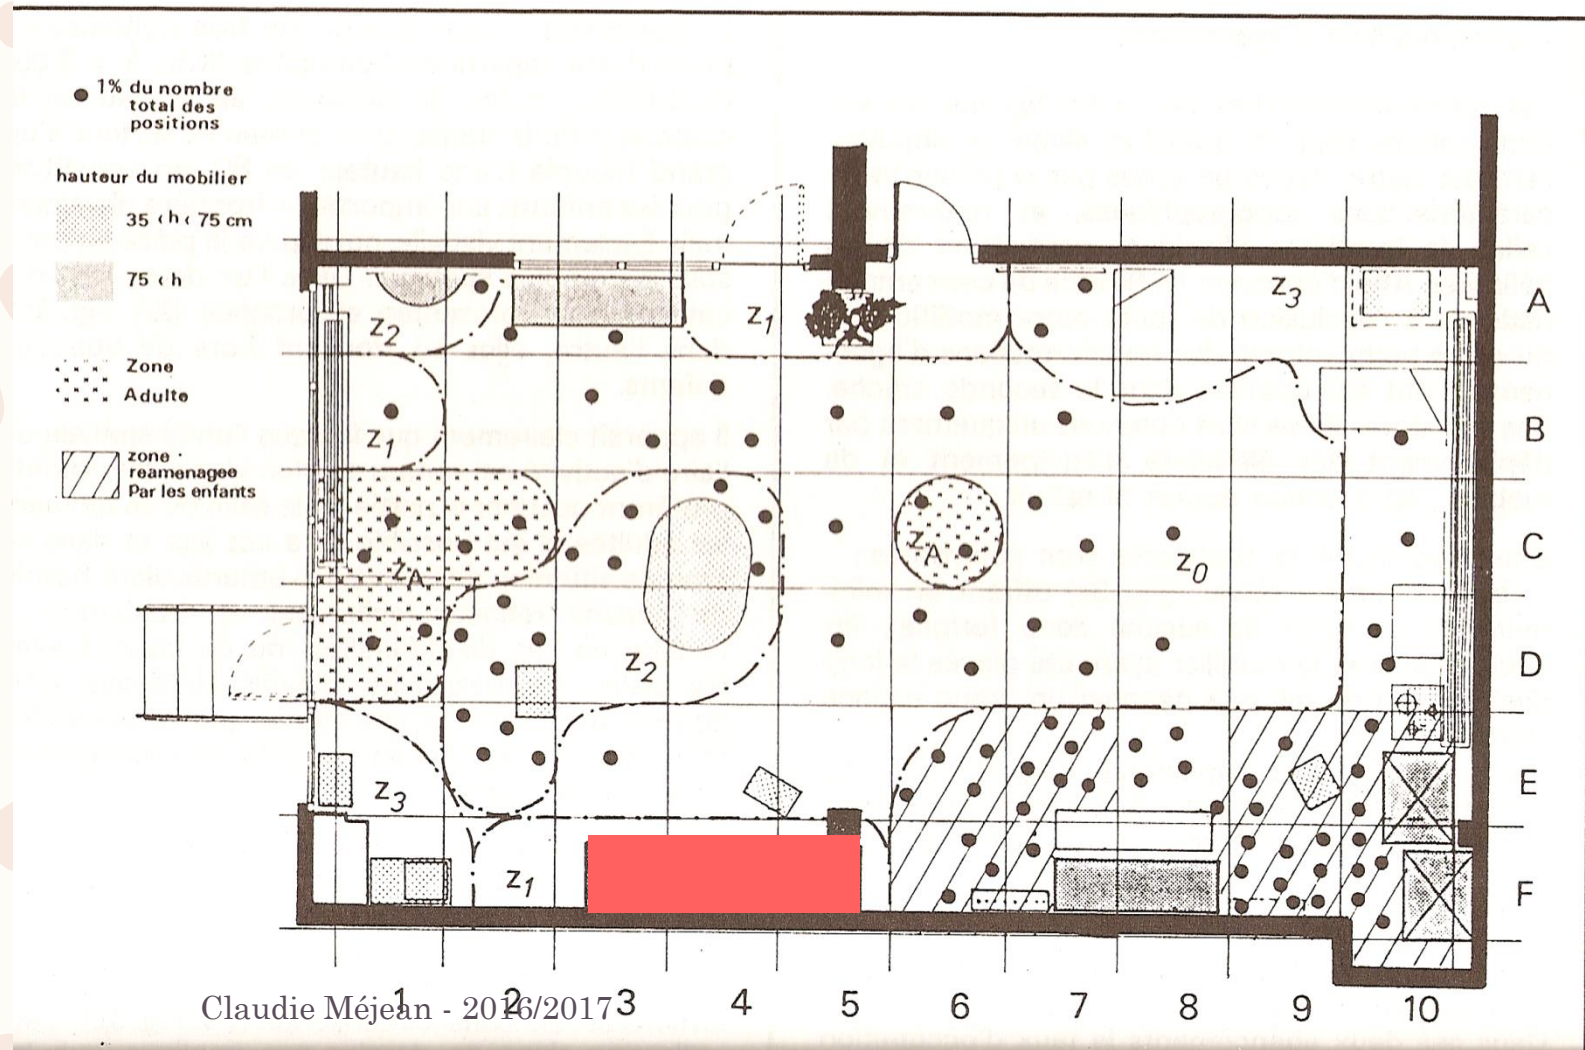 1% du nombre
total des
positions
hauteur du mobilier
35 ‹ h ‹ 75 cm
75 ‹ h
Zone
Adulte
zone
reamenagee
Par les enfants
Z2
Z1
Z3
A
Z1
B
ZA
ZA
Z0
C
Z2
D
Z3
E
Z1
F
1 2 3 4 5 6 7 8 9 10
Claudie Méjean - 2016/2017